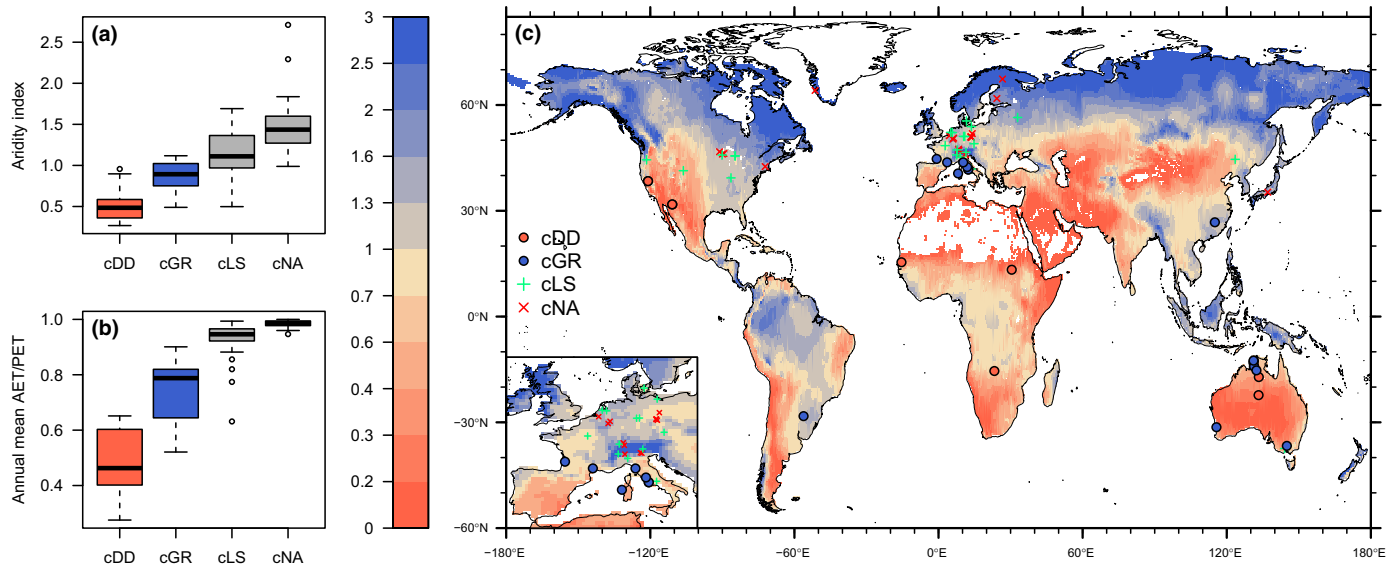 (a)
Aridity index
2.5
2.0
1.5
1.0
0.5
cDD cGR cLS cNA
(b)
Annual mean AET/PET
1.0
0.8
0.6
0.4
cDD cGR cLS cNA
3
2.5
2
1.6
1.3
1
0.7
0.6
0.4
0.3
0.2
0
(c)
60°N
30°N
0°N
−30°N
−60°N
cDD
cGR
cLS
cNA
−180°E −120°E −60°E 0°E 60°E 120°E 180°E